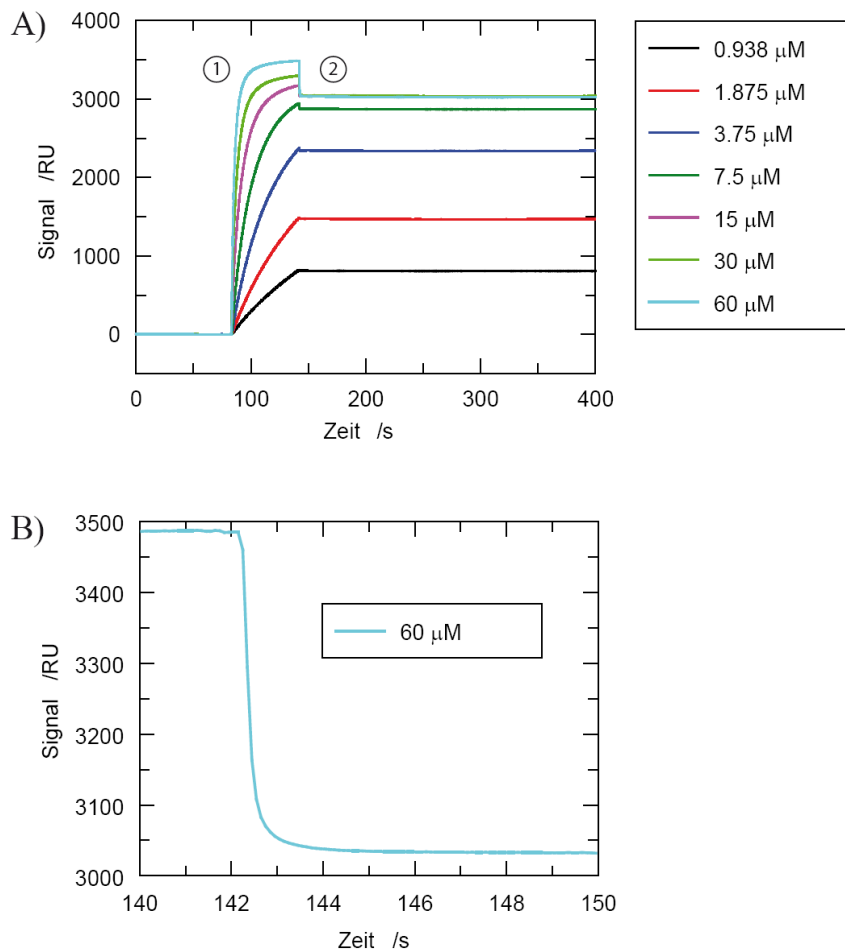 A)
4000
3000
2000
1000
0
Signal /RU
1
2
0 100 200 300 400
Zeit /s
0.938 µM
1.875 µM
3.75 µM
7.5 µM
15 µM
30 µM
60 µM
B)
3500
3400
3300
3200
3100
3000
Signal /RU
60 µM
140 142 144 146 148 150
Zeit /s